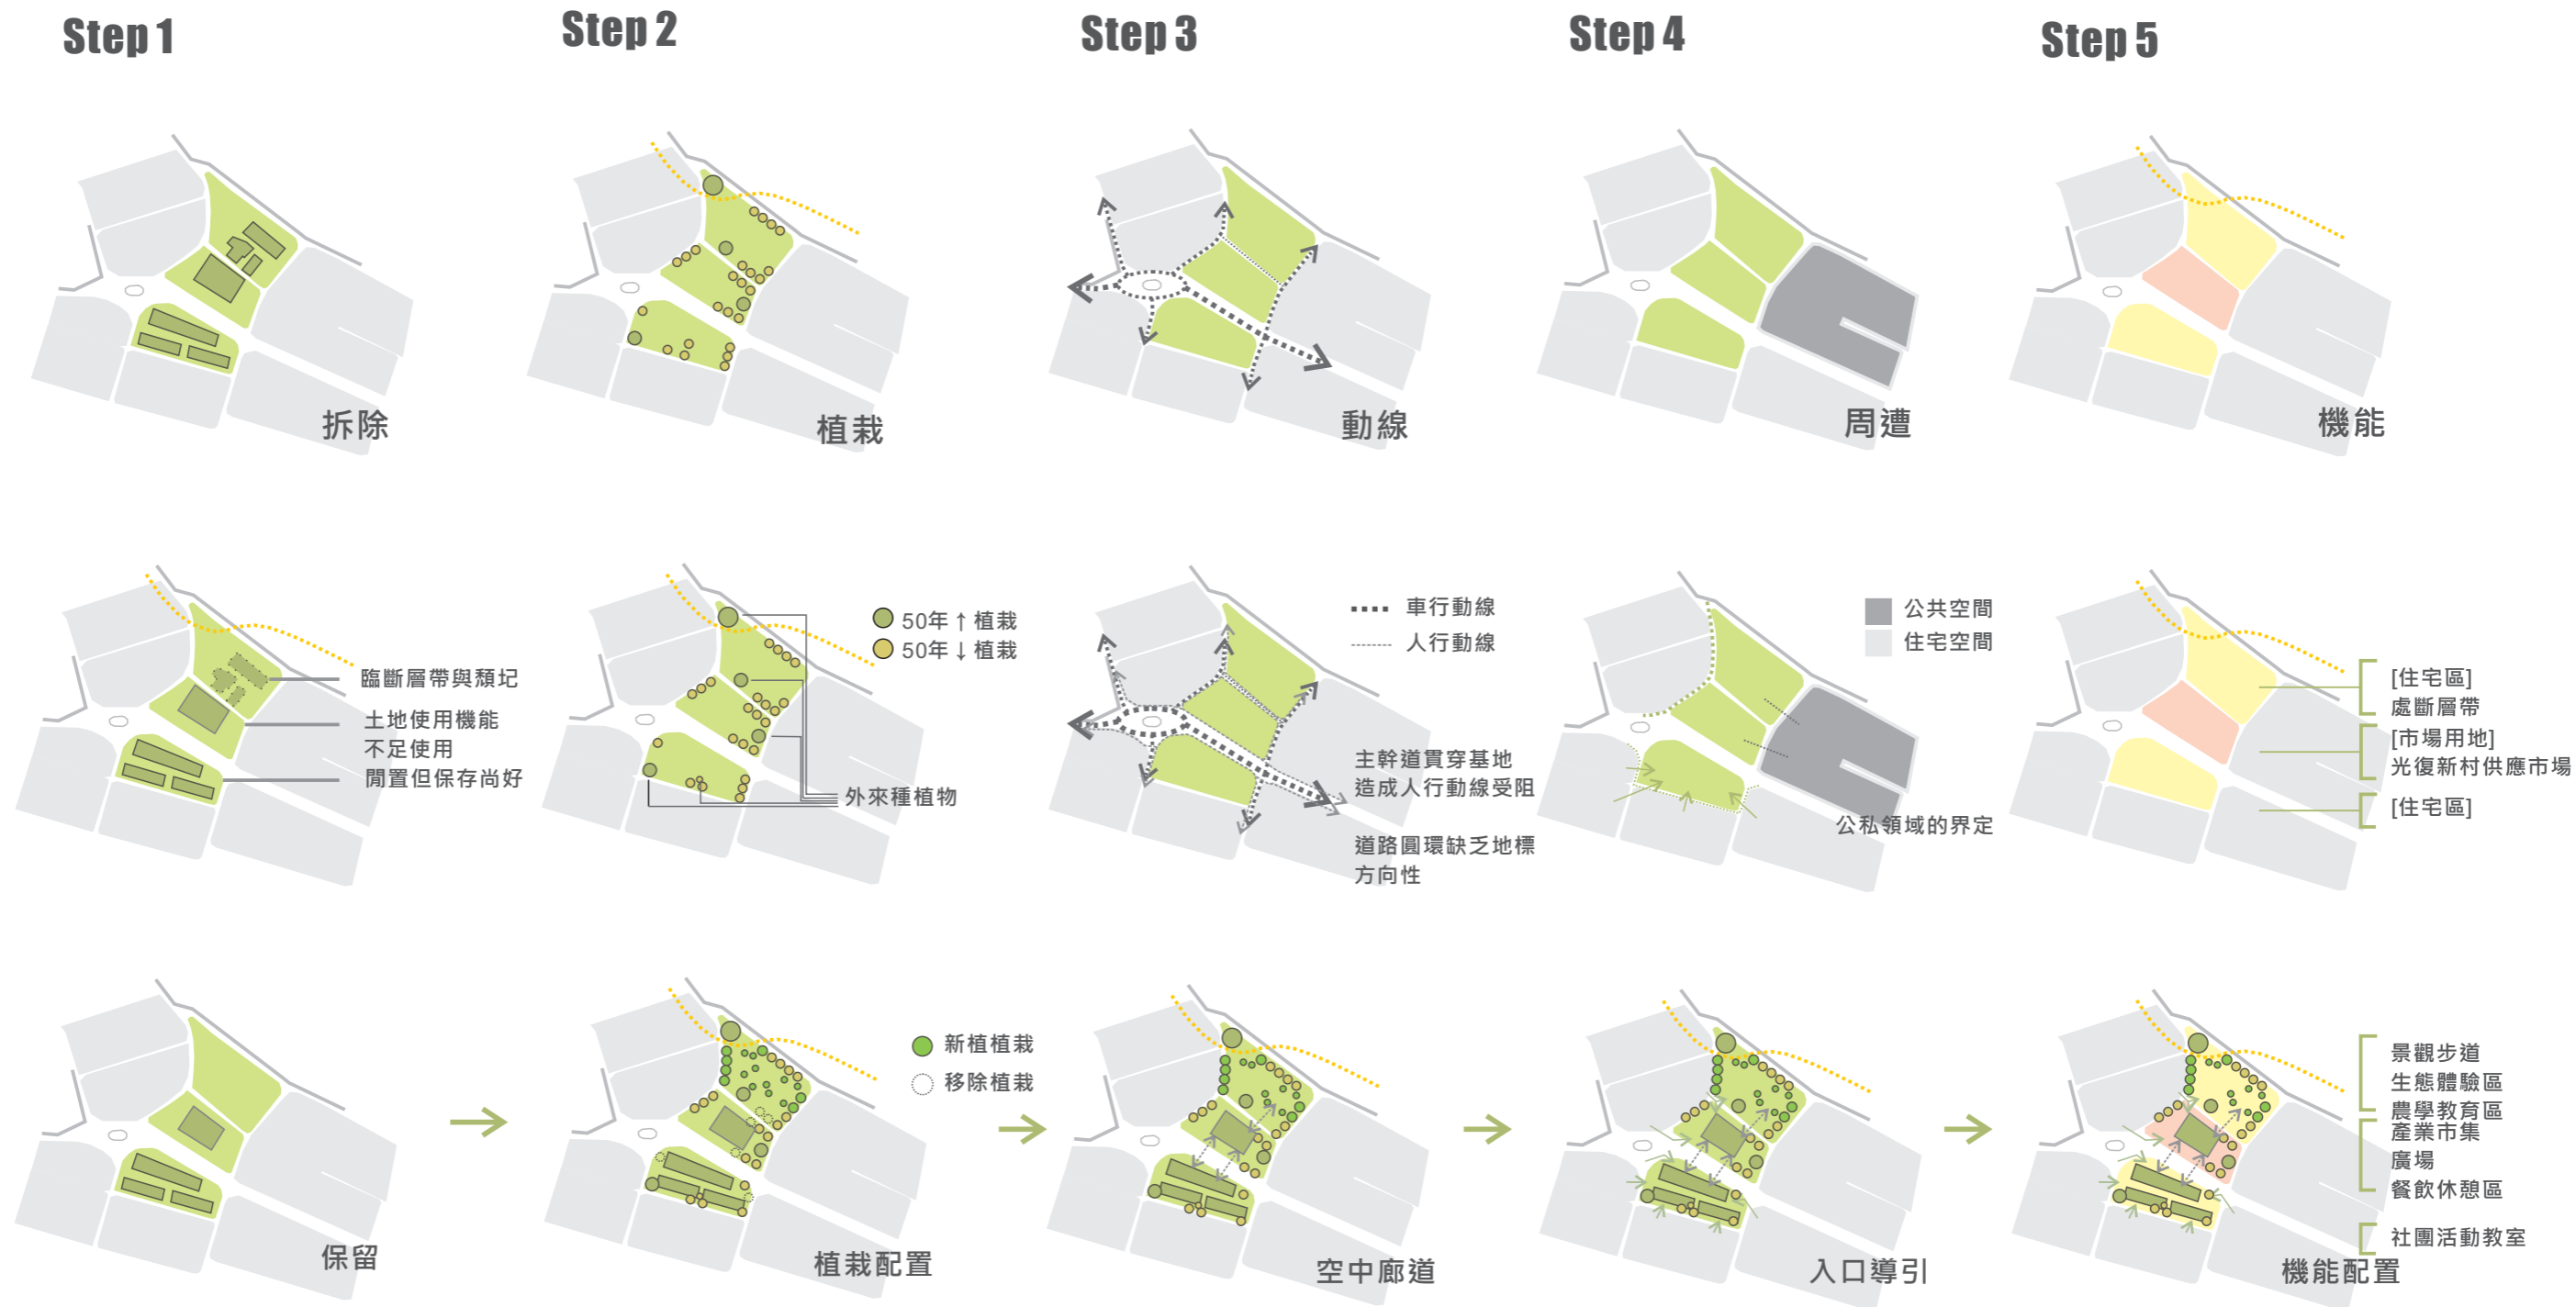 Step 1
Step 2
Step 3
Step 4
Step 5
拆除
植栽
動線
周遭
機能
臨斷層帶與頹圮
土地使用機能
不足使用
閒置但保存尚好
50年↑植栽
50年↓植栽
外來種植物
車行動線
人行動線
主幹道貫穿基地
造成人行動線受阻
道路圓環缺乏地標
方向性
公共空間
住宅空間
公私領域的界定
[住宅區]
處斷層帶
[市場用地]
光復新村供應市場
[住宅區]
保留
新植植栽
移除植栽
植栽配置
空中廊道
入口導引
景觀步道
生態體驗區
農學教育區
產業市集
廣場
餐飲休憩區
社團活動教室
機能配置